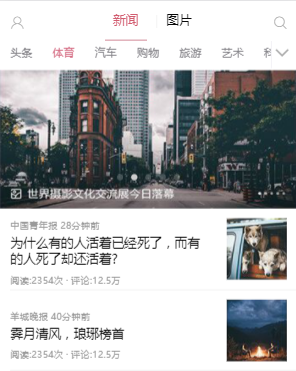 新闻 图片
头条 体育 汽车 购物 旅游 艺术
世界摄影文化交流展今日落幕
中国青年报 28分钟前
为什么有的人活着已经死了，而有
的人死了却还活着?
阅读:2354次 · 评论:12.5万
羊城晚报 40分钟前
霁月清风，琅琊榜首
阅读:2354次 · 评论:12.5万